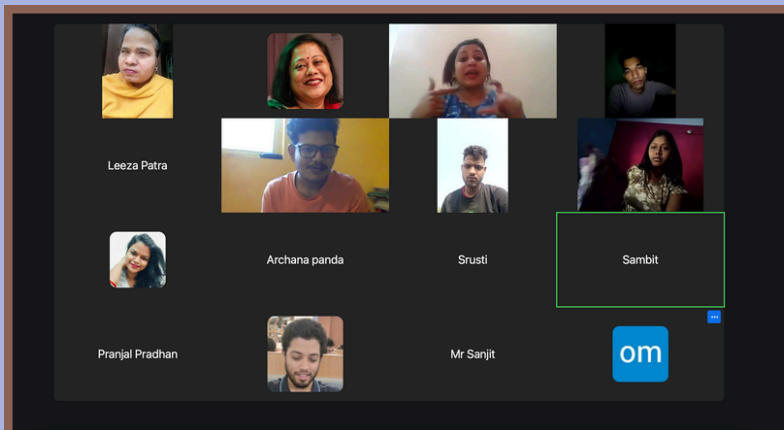 Leeza Patra
Archana panda
Srusti
Sambit
Pranjal Pradhan
Mr Sanjit
om